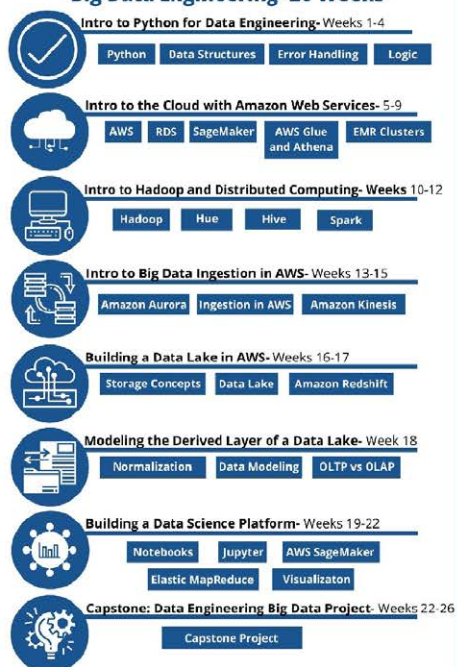 Big Data Engineering- 26 Weeks
Intro to Python for Data Engineering- Weeks 1-4
Python Data Structures Error Handling Logic
Intro to the Cloud with Amazon Web Services- 5-9
AWS RDS SageMaker AWS Glue EMR Clusters
and Athena
Intro to Hadoop and Distributed Computing- Weeks 10-12
Hadoop Hue Hive Spark
Intro to Big Data Ingestion in AWS- Weeks 13-15
Amazon Aurora Ingestion in AWS Amazon Kinesis
Building a Data Lake in AWS- Weeks 16-17
Storage Concepts Data Lake Amazon Redshift
Modeling the Derived Layer of a Data Lake- Week 18
Normalization Data Modeling OLTP vs OLAP
Building a Data Science Platform- Weeks 19-22
Notebooks Jupyter AWS SageMaker
Elastic MapReduce Visualizaton
Capstone: Data Engineering Big Data Project- Weeks 22-26
Capstone Project